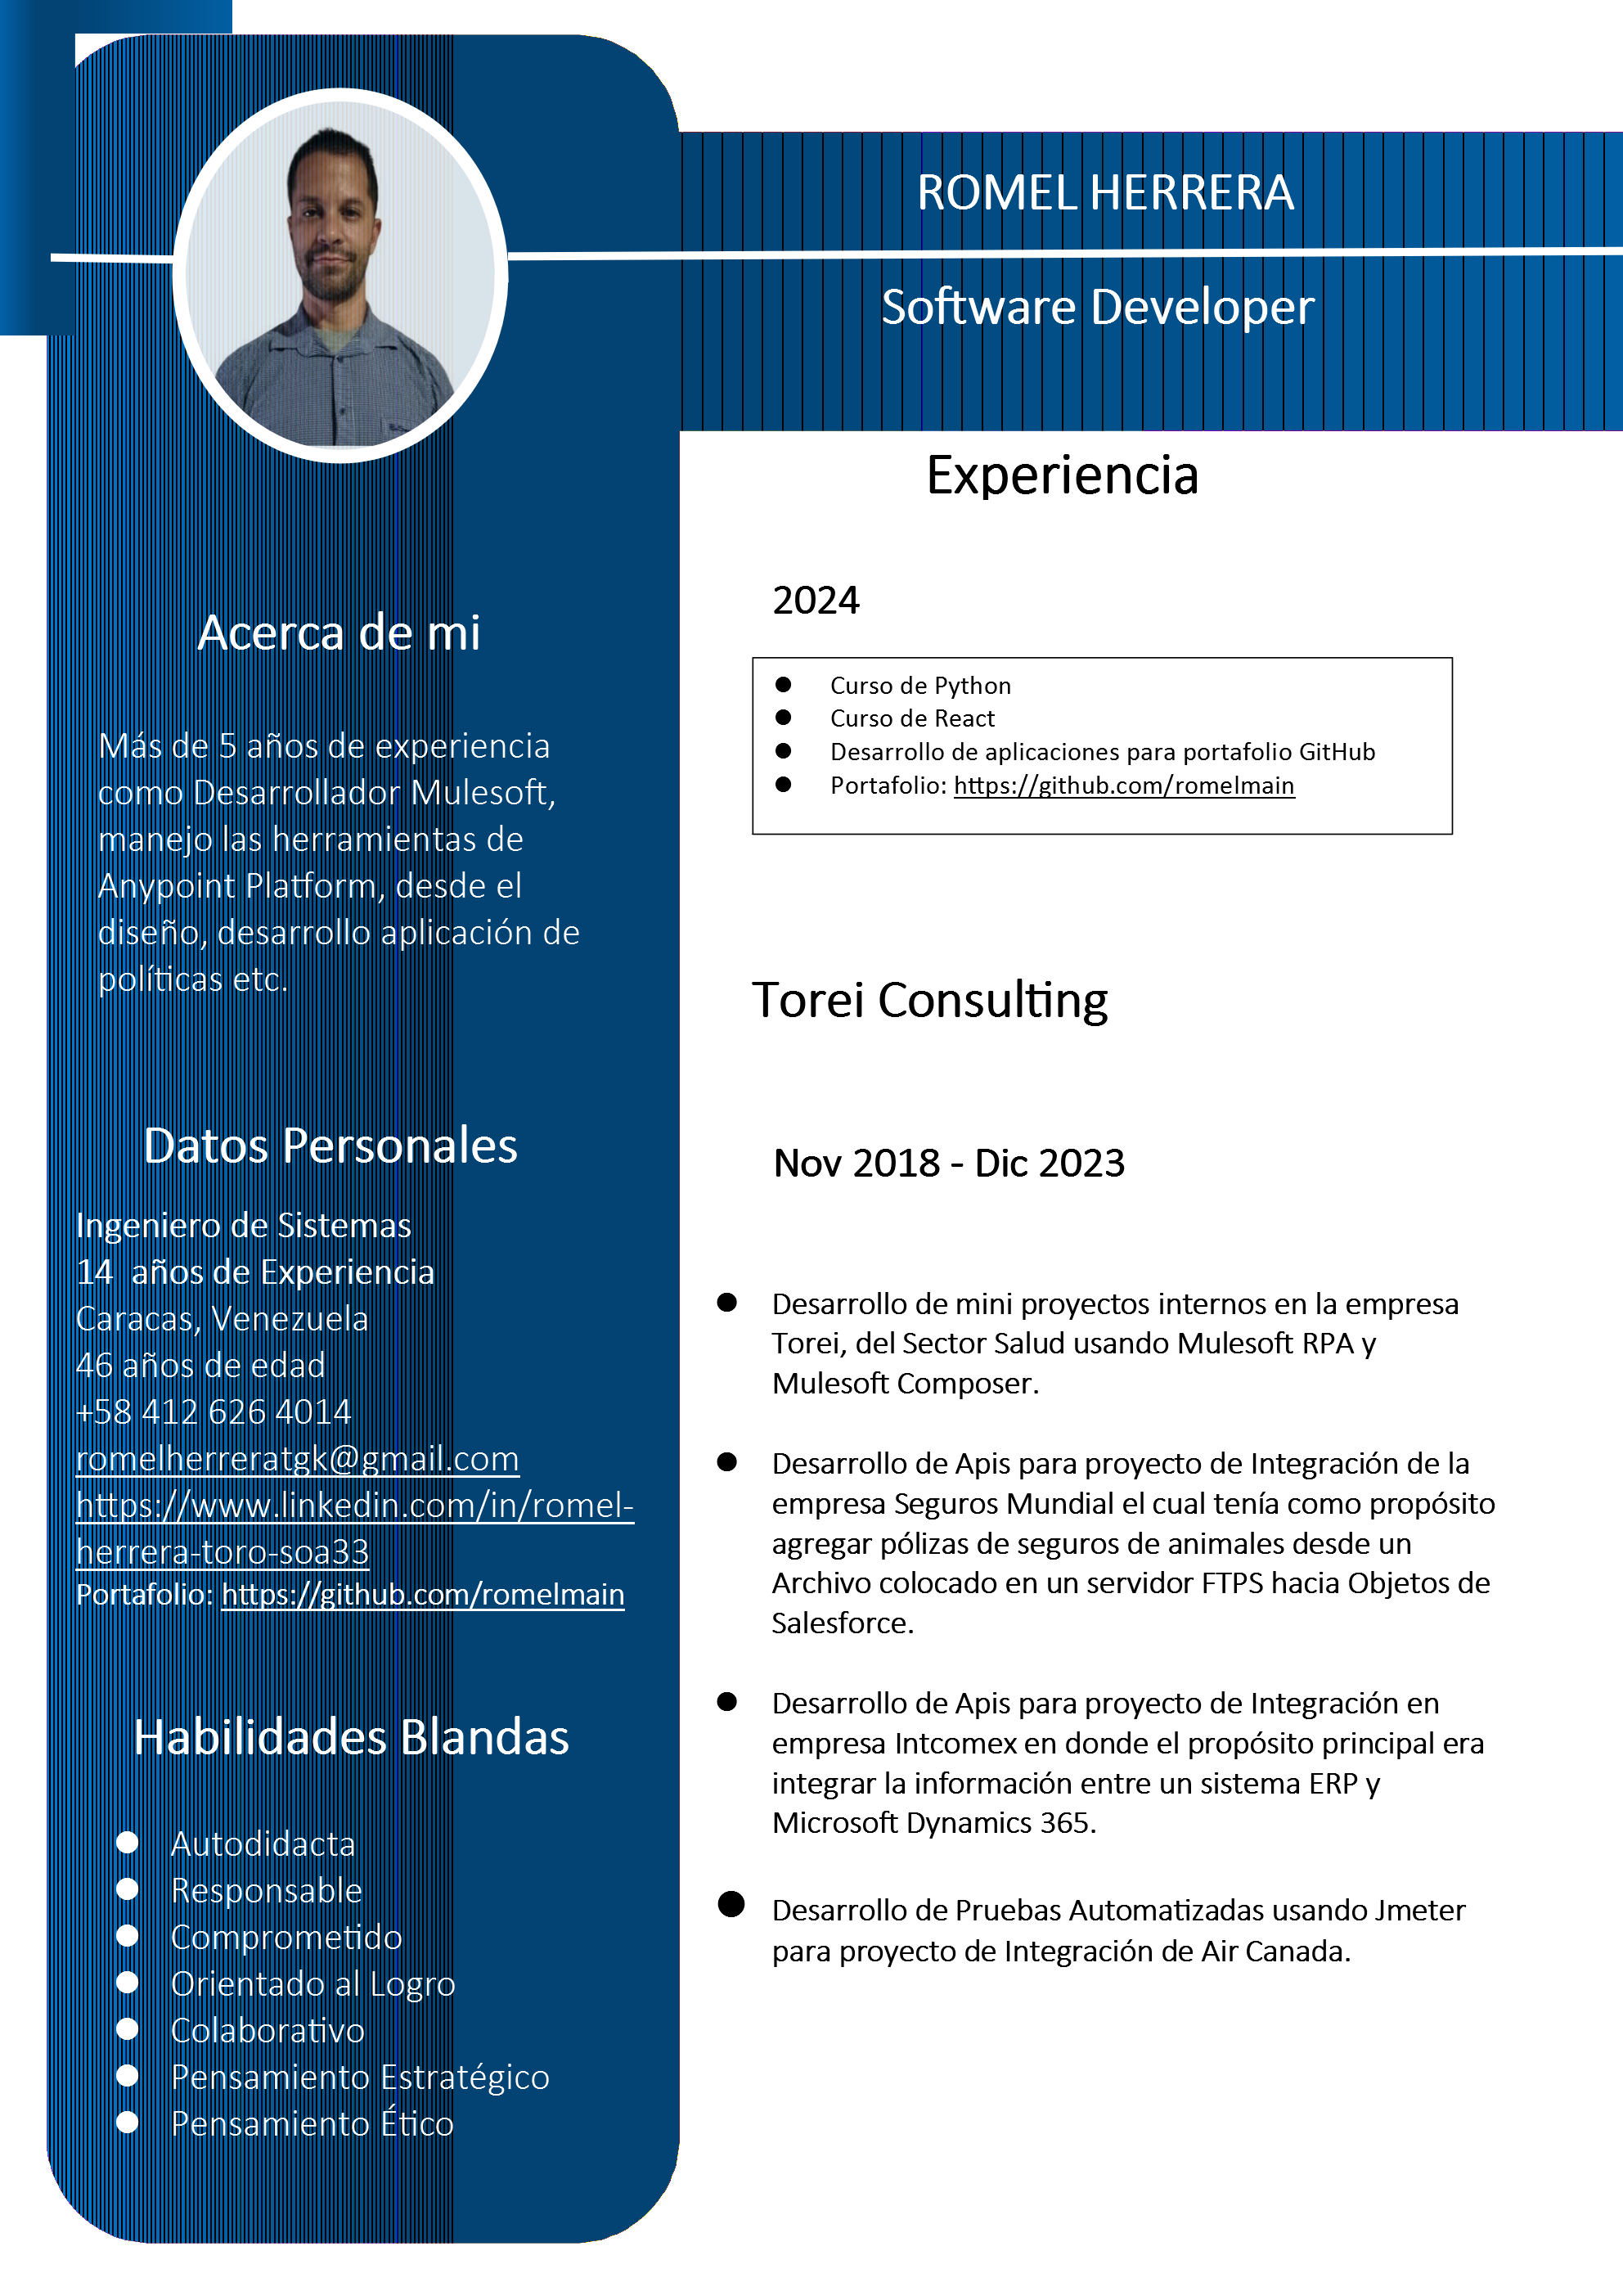 ROMEL HERRERA
Software Developer
Acerca de mi
Más de 5 años de experiencia
como Desarrollador Mulesoft,
manejo las herramientas de
Anypoint Platform, desde el
diseño, desarrollo aplicación de
políticas etc.
Datos Personales
Ingeniero de Sistemas
14 años de Experiencia
Caracas, Venezuela
46 años de edad
+58 412 626 4014
romelherreratgk@gmail.com
https://www.linkedin.com/in/romel-
herrera-toro-soa33
Portafolio: https://github.com/romelmain
Habilidades Blandas
● Autodidacta
● Responsable
● Comprometido
● Orientado al Logro
● Colaborativo
● Pensamiento Estratégico
● Pensamiento Ético
Experiencia
2024
● Curso de Python
● Curso de React
● Desarrollo de aplicaciones para portafolio GitHub
● Portafolio: https://github.com/romelmain
Torei Consulting
Nov 2018 - Dic 2023
● Desarrollo de mini proyectos internos en la empresa
Torei, del Sector Salud usando Mulesoft RPA y
Mulesoft Composer.
● Desarrollo de Apis para proyecto de Integración de la
empresa Seguros Mundial el cual tenía como propósito
agregar pólizas de seguros de animales desde un
Archivo colocado en un servidor FTPS hacia Objetos de
Salesforce.
● Desarrollo de Apis para proyecto de Integración en
empresa Intcomex en donde el propósito principal era
integrar la información entre un sistema ERP y
Microsoft Dynamics 365.
● Desarrollo de Pruebas Automatizadas usando Jmeter
para proyecto de Integración de Air Canada.